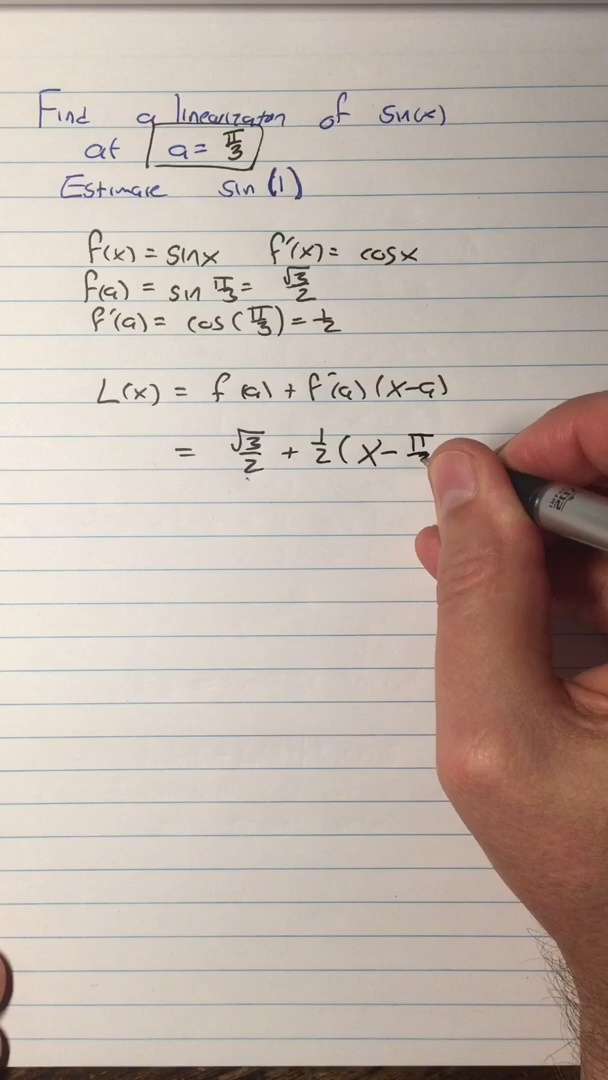 Find a linearizaton of sin(x)
at a = π/3
Estimate sin (1)
f(x) = sinx f'(x) = cosx
f(a) = sin π/3 = √3/2
f'(a) = cos(π/3) = 1/2
L(x) = f(a) + f'(a) (x-a)
= √3/2 + 1/2 ( x - π